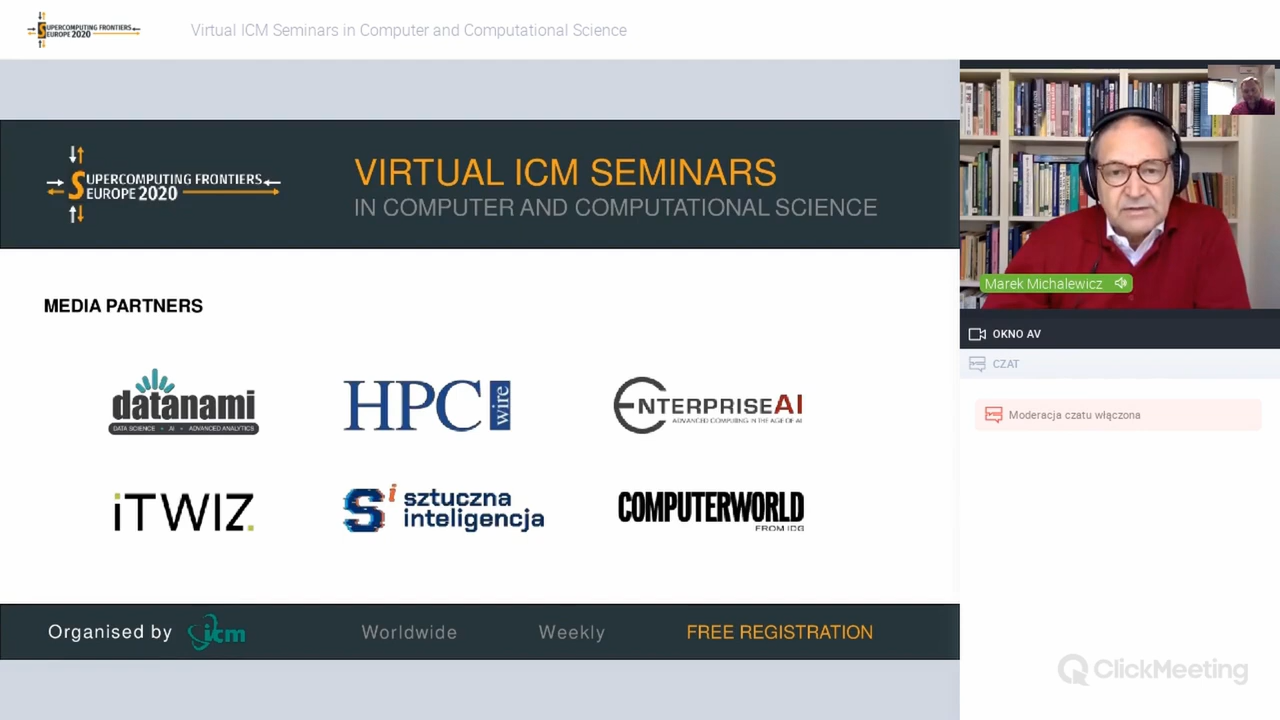 SUPERCOMPUTING FRONTIERS
EUROPE 2020
Virtual ICM Seminars in Computer and Computational Science
SUPERCOMPUTING FRONTIERS
EUROPE 2020
VIRTUAL ICM SEMINARS
IN COMPUTER AND COMPUTATIONAL SCIENCE
MEDIA PARTNERS
datanami
DATA SCIENCE • AI • ADVANCED ANALYTICS
HPC wire
ENTERPRISEAI
ADVANCED COMPUTING IN THE AGE OF AI
iTWIZ.
Si sztuczna
inteligencja
COMPUTERWORLD
FROM IDG
Organised by icm
Worldwide
Weekly
FREE REGISTRATION
Marek Michalewicz
OKNO AV
CZAT
Moderacja czatu włączona
ClickMeeting